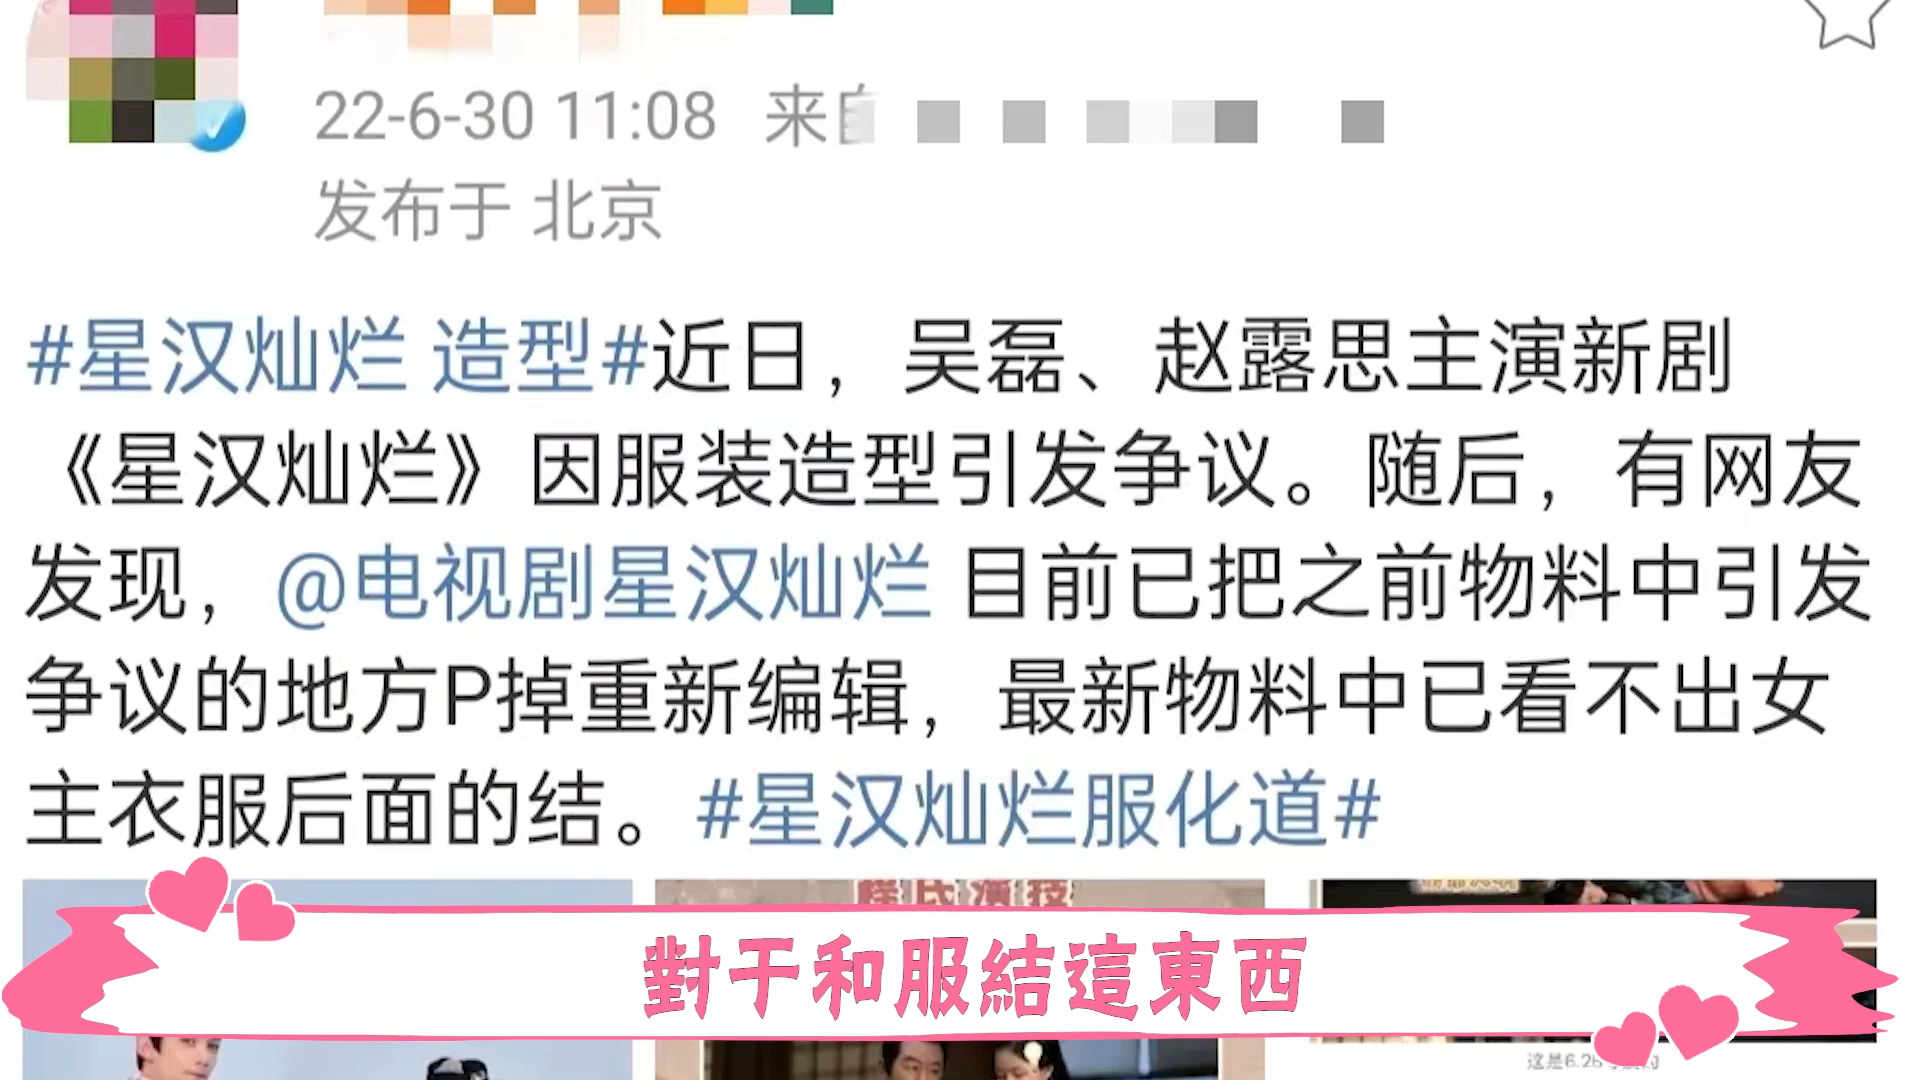 22-6-30 11:08 来自
发布于 北京
#星汉灿烂 造型#近日，吴磊、赵露思主演新剧
《星汉灿烂》因服装造型引发争议。随后，有网友
发现，@电视剧星汉灿烂 目前已把之前物料中引发
争议的地方P掉重新编辑，最新物料中已看不出女
主衣服后面的结。#星汉灿烂服化道#
對于和服結這東西